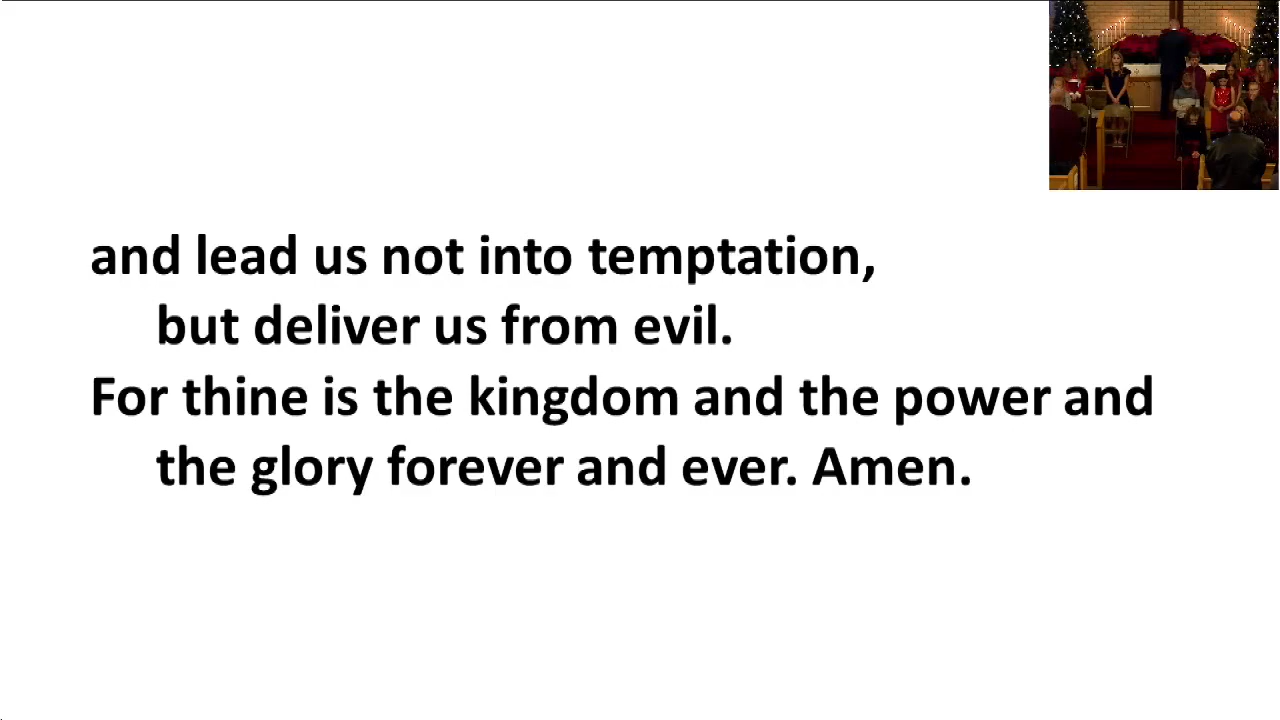 and lead us not into temptation,
but deliver us from evil.
For thine is the kingdom and the power and
the glory forever and ever. Amen.